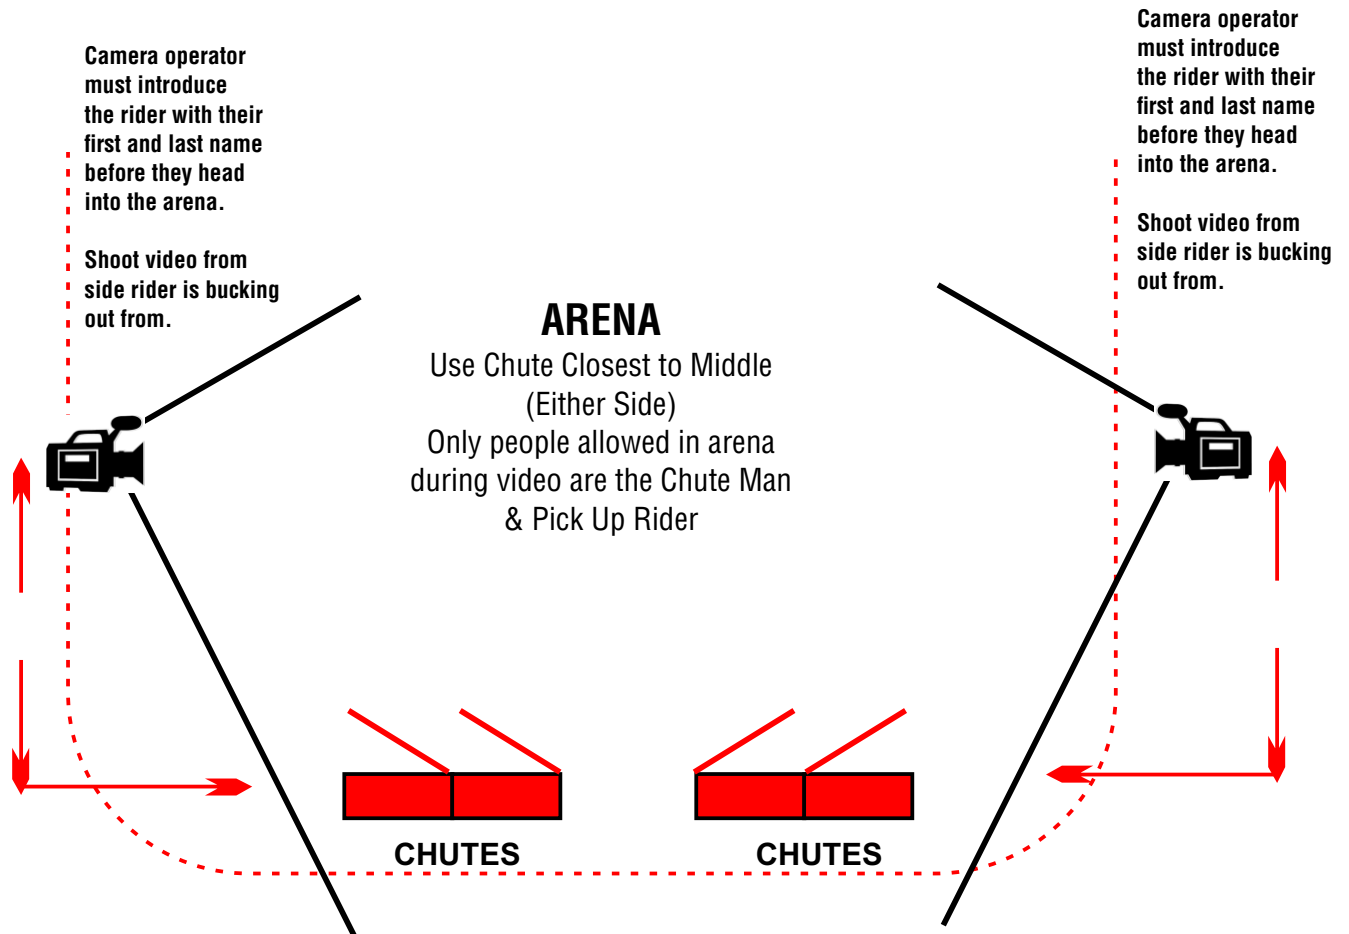 Camera operator
must introduce
the rider with their
first and last name
before they head
into the arena.
Shoot video from
side rider is bucking
out from.
Camera operator
must introduce
the rider with their
first and last name
before they head
into the arena.
Shoot video from
side rider is bucking
out from.
ARENA
Use Chute Closest to Middle
(Either Side)
Only people allowed in arena
during video are the Chute Man
& Pick Up Rider
CHUTES
CHUTES